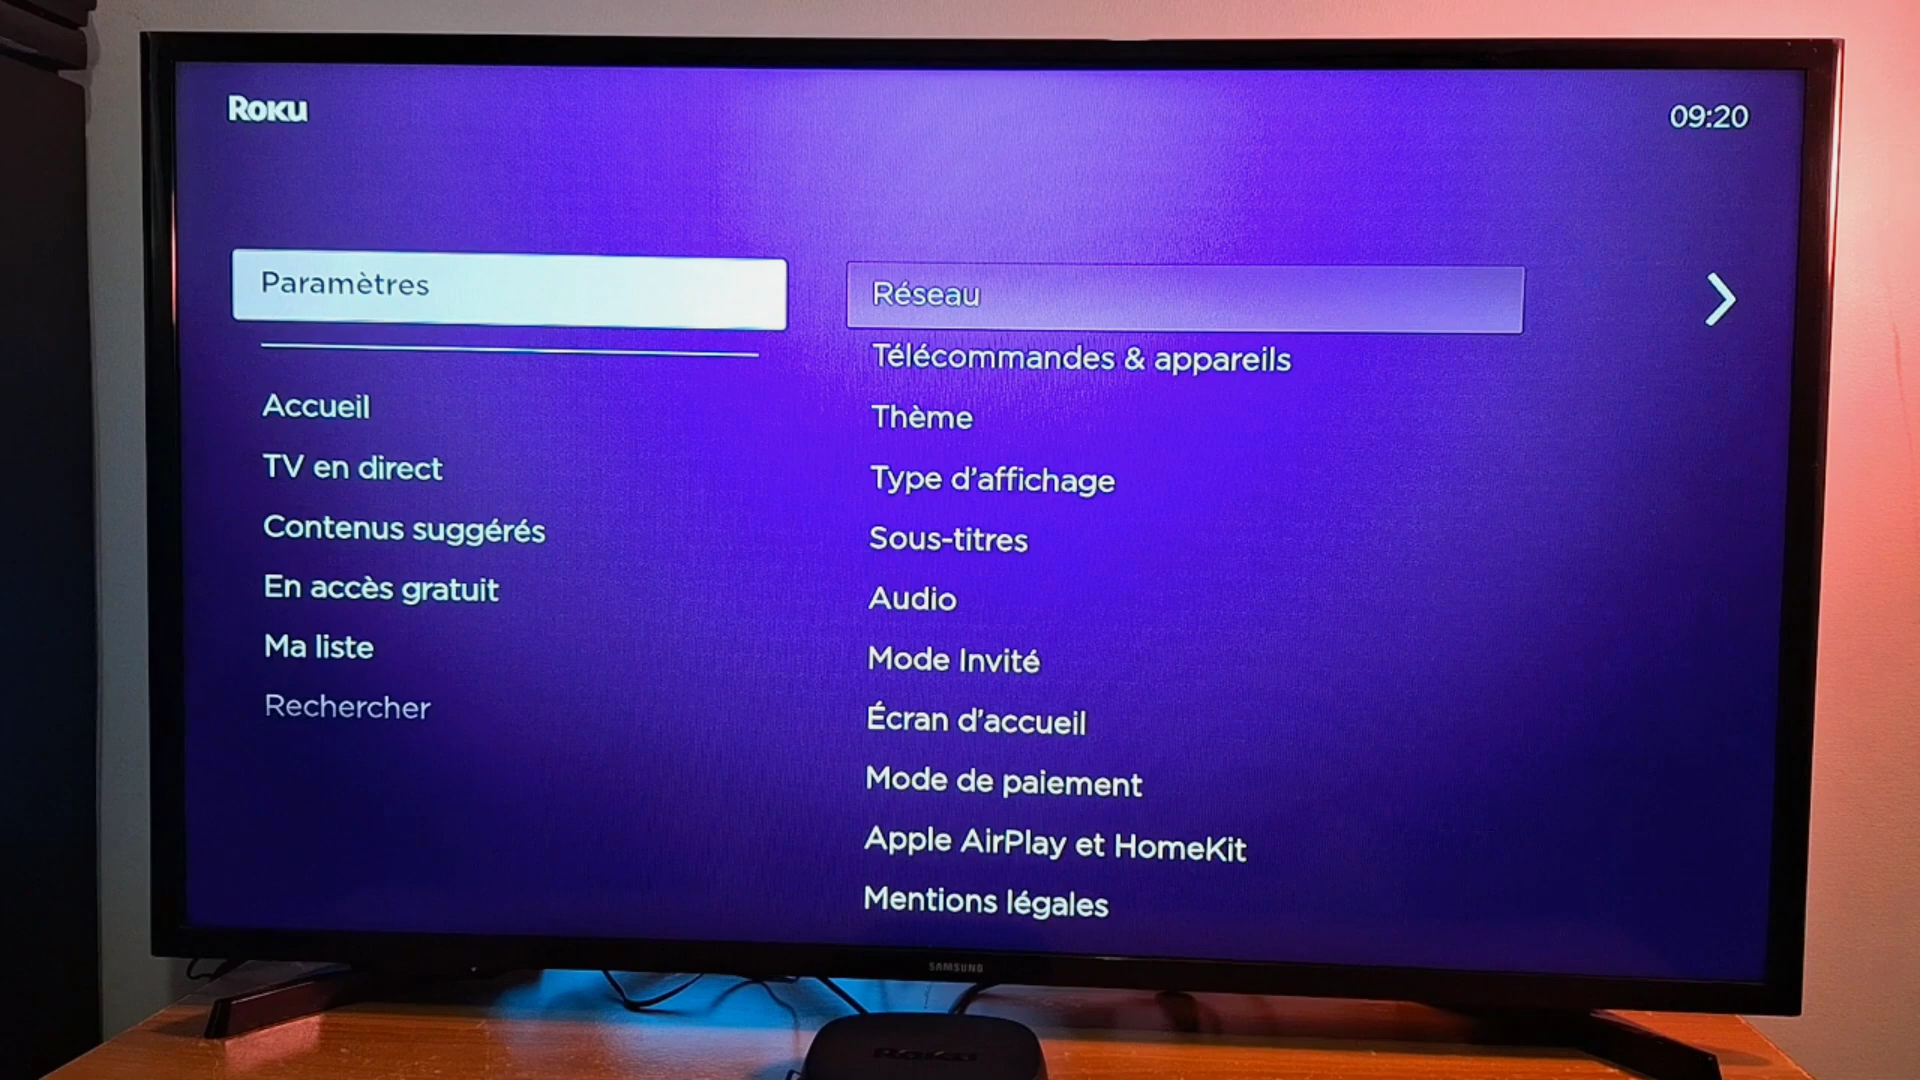 Roku
09:20
Paramètres
Accueil
TV en direct
Contenus suggérés
En accès gratuit
Ma liste
Rechercher
Réseau
Télécommandes & appareils
Thème
Type d'affichage
Sous-titres
Audio
Mode Invité
Écran d'accueil
Mode de paiement
Apple AirPlay et HomeKit
Mentions légales
SAMSUNG
Roku